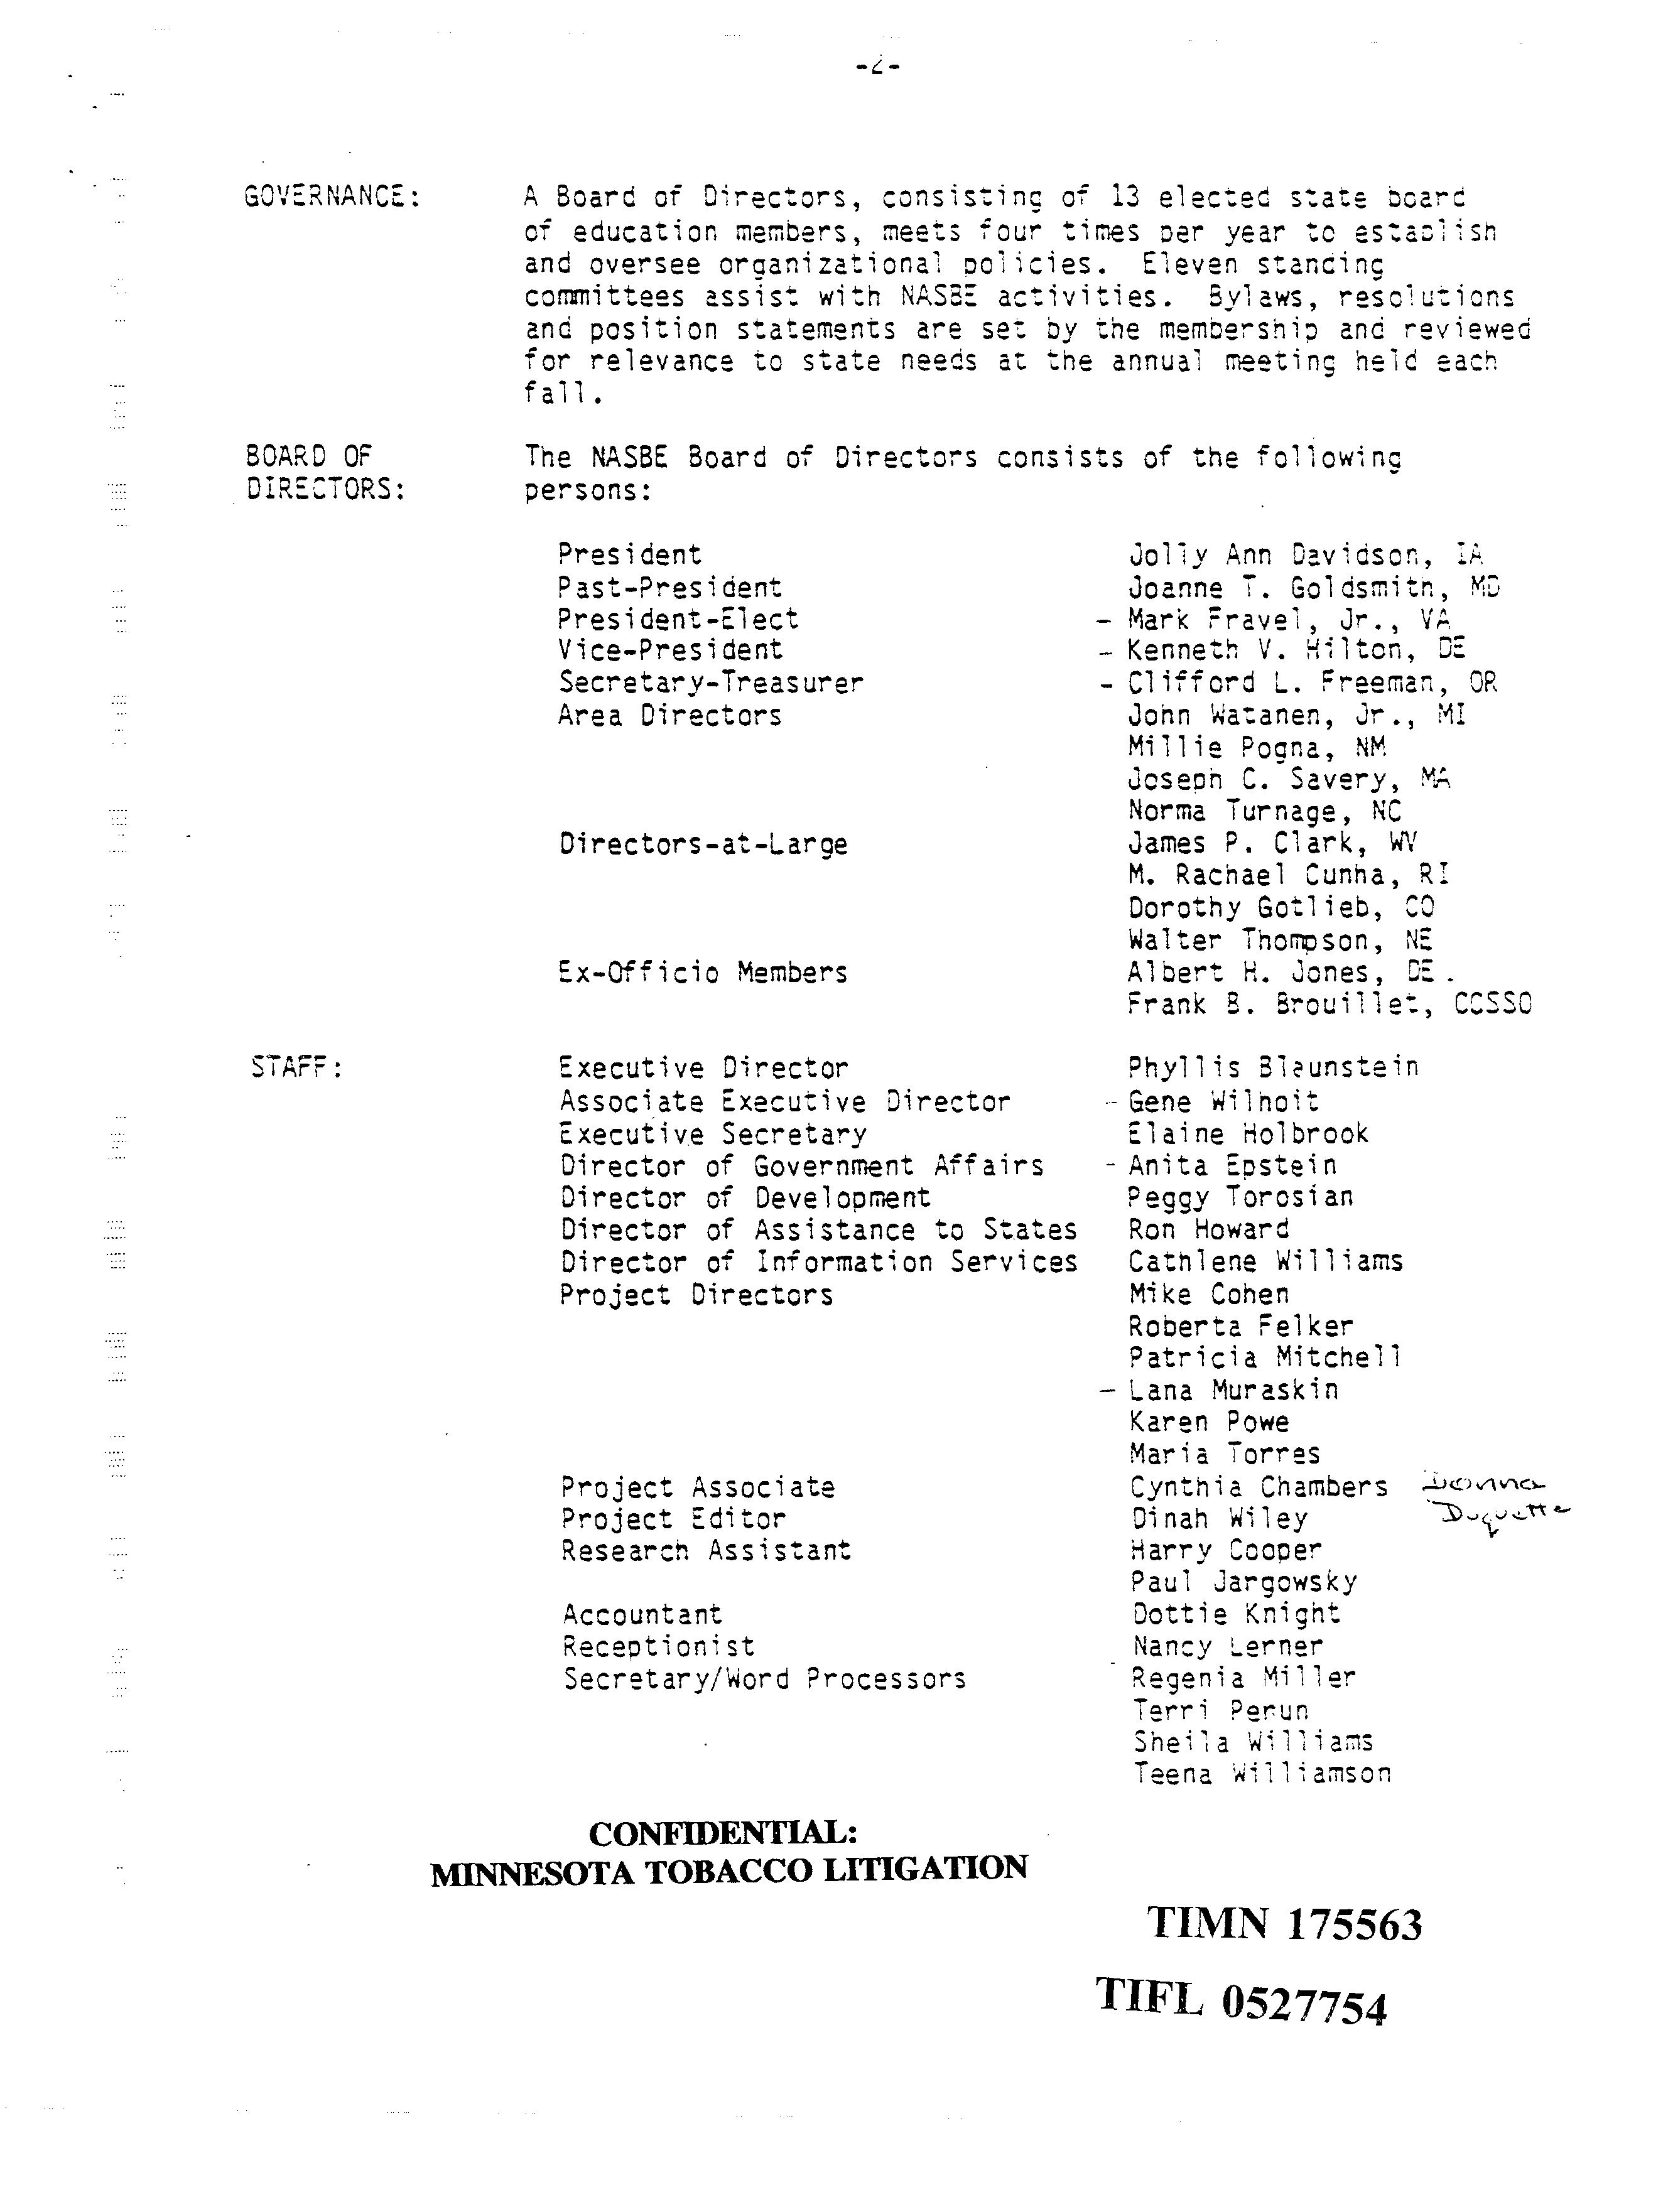 -2-
GOVERNANCE: A Board of Directors, consisting of 13 elected state board
of education members, meets four times per year to establish
and oversee organizational policies. Eleven standing
committees assist with NASBE activities. Bylaws, resolutions
and position statements are set by the membership and reviewed
for relevance to state needs at the annual meeting held each
fall.
BOARD OF The NASBE Board of Directors consists of the following
DIRECTORS: persons:
President Jolly Ann Davidson, IA
Past-President Joanne T. Goldsmith, MD
President-Elect - Mark Fravel, Jr., VA
Vice-President - Kenneth V. Hilton, DE
Secretary-Treasurer - Clifford L. Freeman, OR
Area Directors John Watanen, Jr., MI
Millie Pogna, NM
Joseph C. Savery, MA
Norma Turnage, NC
Directors-at-Large James P. Clark, WV
M. Rachael Cunha, RI
Dorothy Gotlieb, CO
Walter Thompson, NE
Ex-Officio Members Albert H. Jones, DE.
Frank B. Brouillet, CCSSO
STAFF: Executive Director Phyllis Blaunstein
Associate Executive Director - Gene Wilhoit
Executive Secretary Elaine Holbrook
Director of Government Affairs - Anita Epstein
Director of Development Peggy Torosian
Director of Assistance to States Ron Howard
Director of Information Services Cathlene Williams
Project Directors Mike Cohen
Roberta Felker
Patricia Mitchell
- Lana Muraskin
Karen Powe
Maria Torres
Project Associate Cynthia Chambers Donna
Project Editor Dinah Wiley Duquette
Research Assistant Harry Cooper
Paul Jargowsky
Accountant Dottie Knight
Receptionist Nancy Lerner
Secretary/Word Processors - Regenia Miller
Terri Perun
Sheila Williams
Teena Williamson
CONFIDENTIAL:
MINNESOTA TOBACCO LITIGATION
TIMN 175563
TIFL 0527754